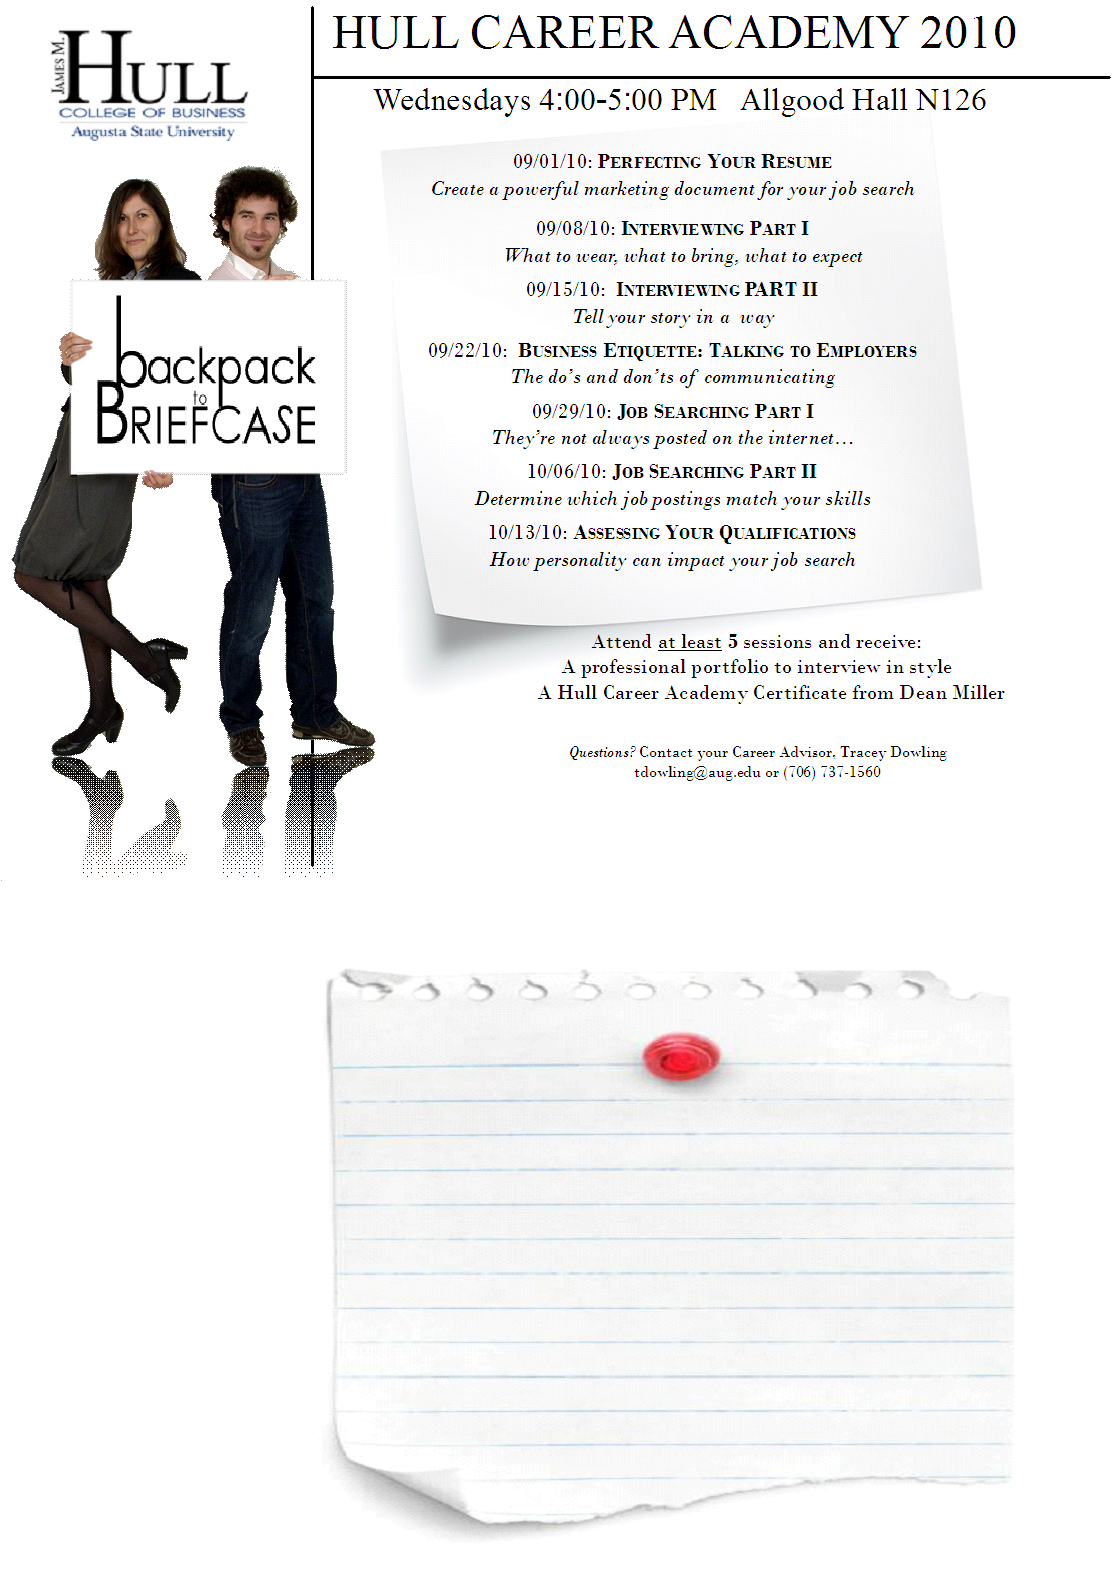 JAMES M.
HULL
COLLEGE OF BUSINESS
Augusta State University
HULL CAREER ACADEMY 2010
Wednesdays 4:00-5:00 PM Allgood Hall N126
09/01/10: PERFECTING YOUR RESUME
Create a powerful marketing document for your job search
09/08/10: INTERVIEWING PART I
What to wear, what to bring, what to expect
09/15/10: INTERVIEWING PART II
Tell your story in a way
09/22/10: BUSINESS ETIQUETTE: TALKING TO EMPLOYERS
The do's and don'ts of communicating
09/29/10: JOB SEARCHING PART I
They're not always posted on the internet…
10/06/10: JOB SEARCHING PART II
Determine which job postings match your skills
10/13/10: ASSESSING YOUR QUALIFICATIONS
How personality can impact your job search
backpack
to
BRIEFCASE
Attend at least 5 sessions and receive:
A professional portfolio to interview in style
A Hull Career Academy Certificate from Dean Miller
Questions? Contact your Career Advisor, Tracey Dowling
tdowling@aug.edu or (706) 737-1560